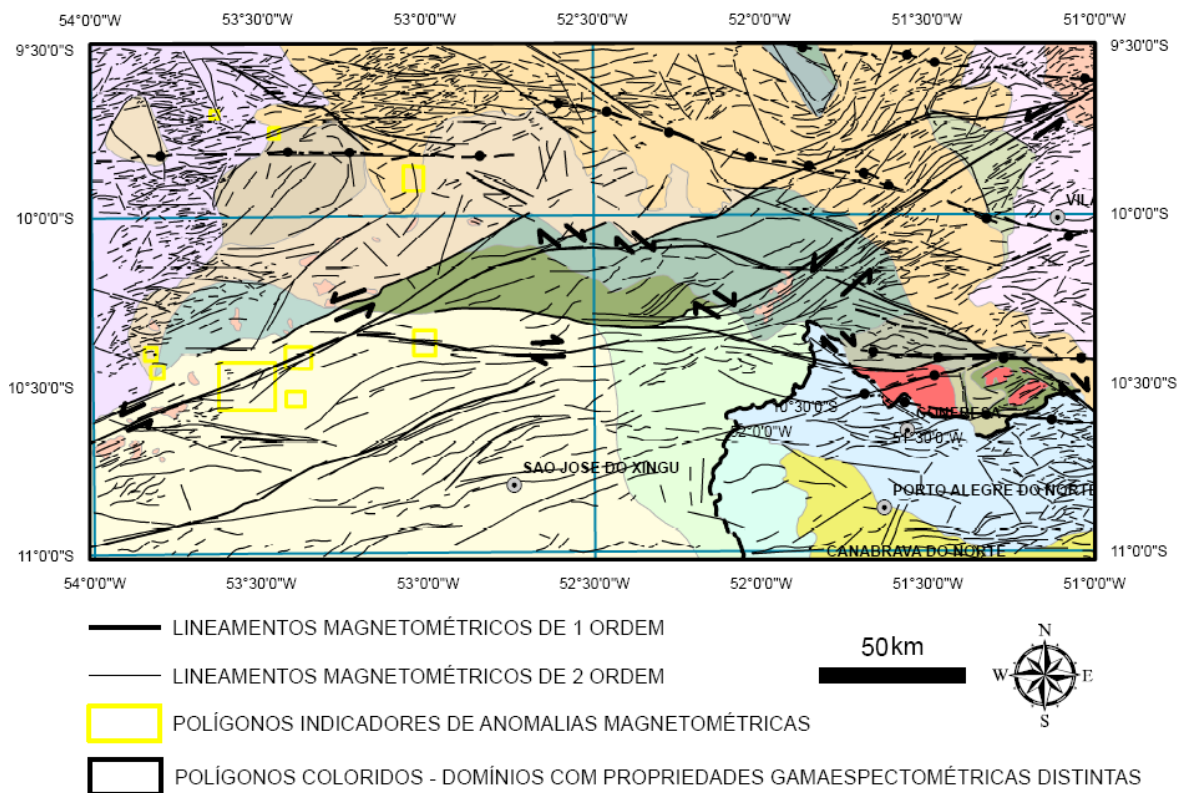 54°0'0"W 53°30'0"W 53°00'0"W 52°30'0"W 52°0'0"W 51°30'0"W 51°0'0"W
9°30'0"S 9°30'0"S
VILA
10°0'0"S 10°0'0"S
10°30'0"S 10°30'0"S
10°30'0"S
52°0'0"W 51°30'0"W
SAO JOSE DO XINGU
PORTO ALEGRE DO NORTE
CANABRAVA DO NORTE
11°0'0"S 11°0'0"S
54°0'0"W 53°30'0"W 53°00'0"W 52°30'0"W 52°0'0"W 51°30'0"W 51°0'0"W
LINEAMENTOS MAGNETOMÉTRICOS DE 1 ORDEM
50km
N
LINEAMENTOS MAGNETOMÉTRICOS DE 2 ORDEM
W E
S
POLÍGONOS INDICADORES DE ANOMALIAS MAGNETOMÉTRICAS
POLÍGONOS COLORIDOS - DOMÍNIOS COM PROPRIEDADES GAMAESPECTOMÉTRICAS DISTINTAS